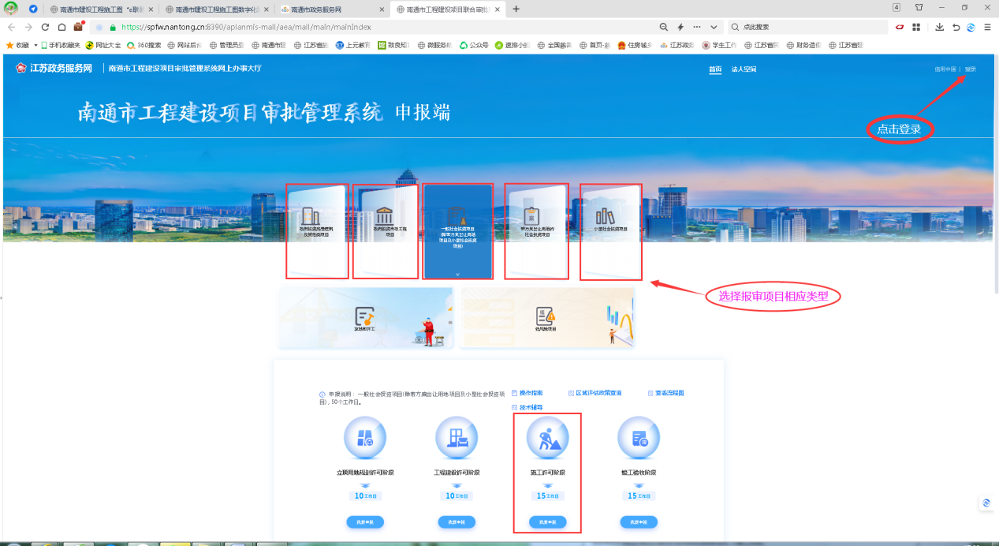 南通市建设工程施工图 "e联
南通市建设工程施工图数字化
南通市政务服务网
南通市工程建设项目联合审批
4
https://spfw.nantong.cn:8390/aplanmis-mall/aea/mall/main/mainIndex
点此搜索
收藏
手机收藏夹
网址大全
360搜索
网站后台
管理员登
南通市建
江苏省施
上元教育
致良知
微服务
公众号
速排小
全国
首页-
住房城乡
江苏政务
学生工作
江苏省
财务
江苏省
江苏政务服务网
南通市工程建设项目审批管理系统网上办事大厅
首页
法人空间
信用中国
登录
南通市工程建设项目审批管理系统 申报端
点击登录
政府投资房屋建筑
及其他类项目
政府投资市政工程
项目
一般社会投资项目
(除带方案出让用地
项目及小型社会投资
项目)
带方案出让用地的
社会投资项目
小型社会投资项目
选择报审项目相应类型
拿地即开工
低风险项目
申报说明：一般社会投资项目(除带方案出让用地项目及小型社会投资项
目)，50个工作日。
操作指南
区域评估政策查询
查看流程图
技术辅导
立项用地规划许可阶段
工程建设许可阶段
施工许可阶段
竣工验收阶段
10工作日
10工作日
15工作日
15工作日
我要申报
我要申报
我要申报
我要申报